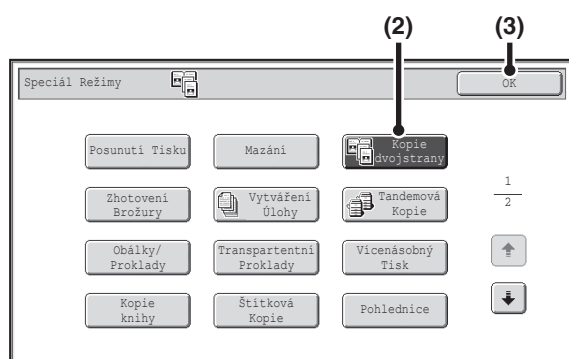 (2)
(3)
Speciál Režimy
OK
Posunutí Tisku
Mazání
Kopie
dvojstrany
Zhotovení
Brožury
Vytváření
Úlohy
Tandemová
Kopie
1
2
Obálky/
Proklady
Transpartentní
Proklady
Vícenásobný
Tisk
Kopie
knihy
Štítková
Kopie
Pohlednice